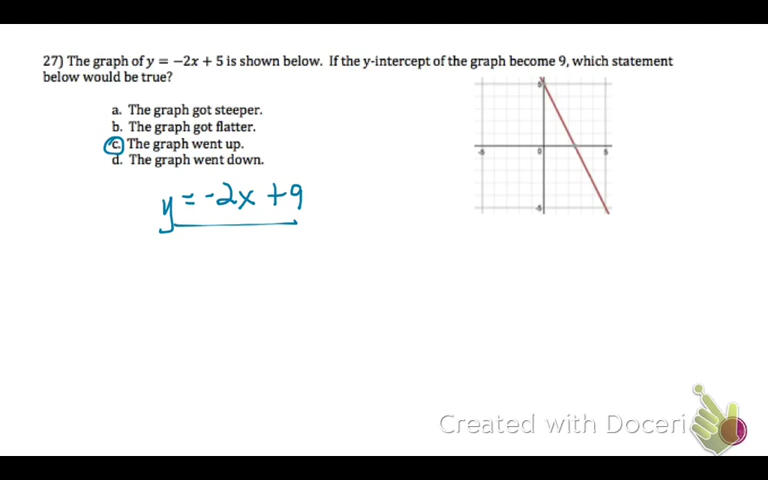 27) The graph of y = −2x + 5 is shown below. If the y-intercept of the graph become 9, which statement
below would be true?
a. The graph got steeper.
b. The graph got flatter.
c. The graph went up.
d. The graph went down.
y = -2x + 9
5
-5
0
5
-5
Created with Doceri